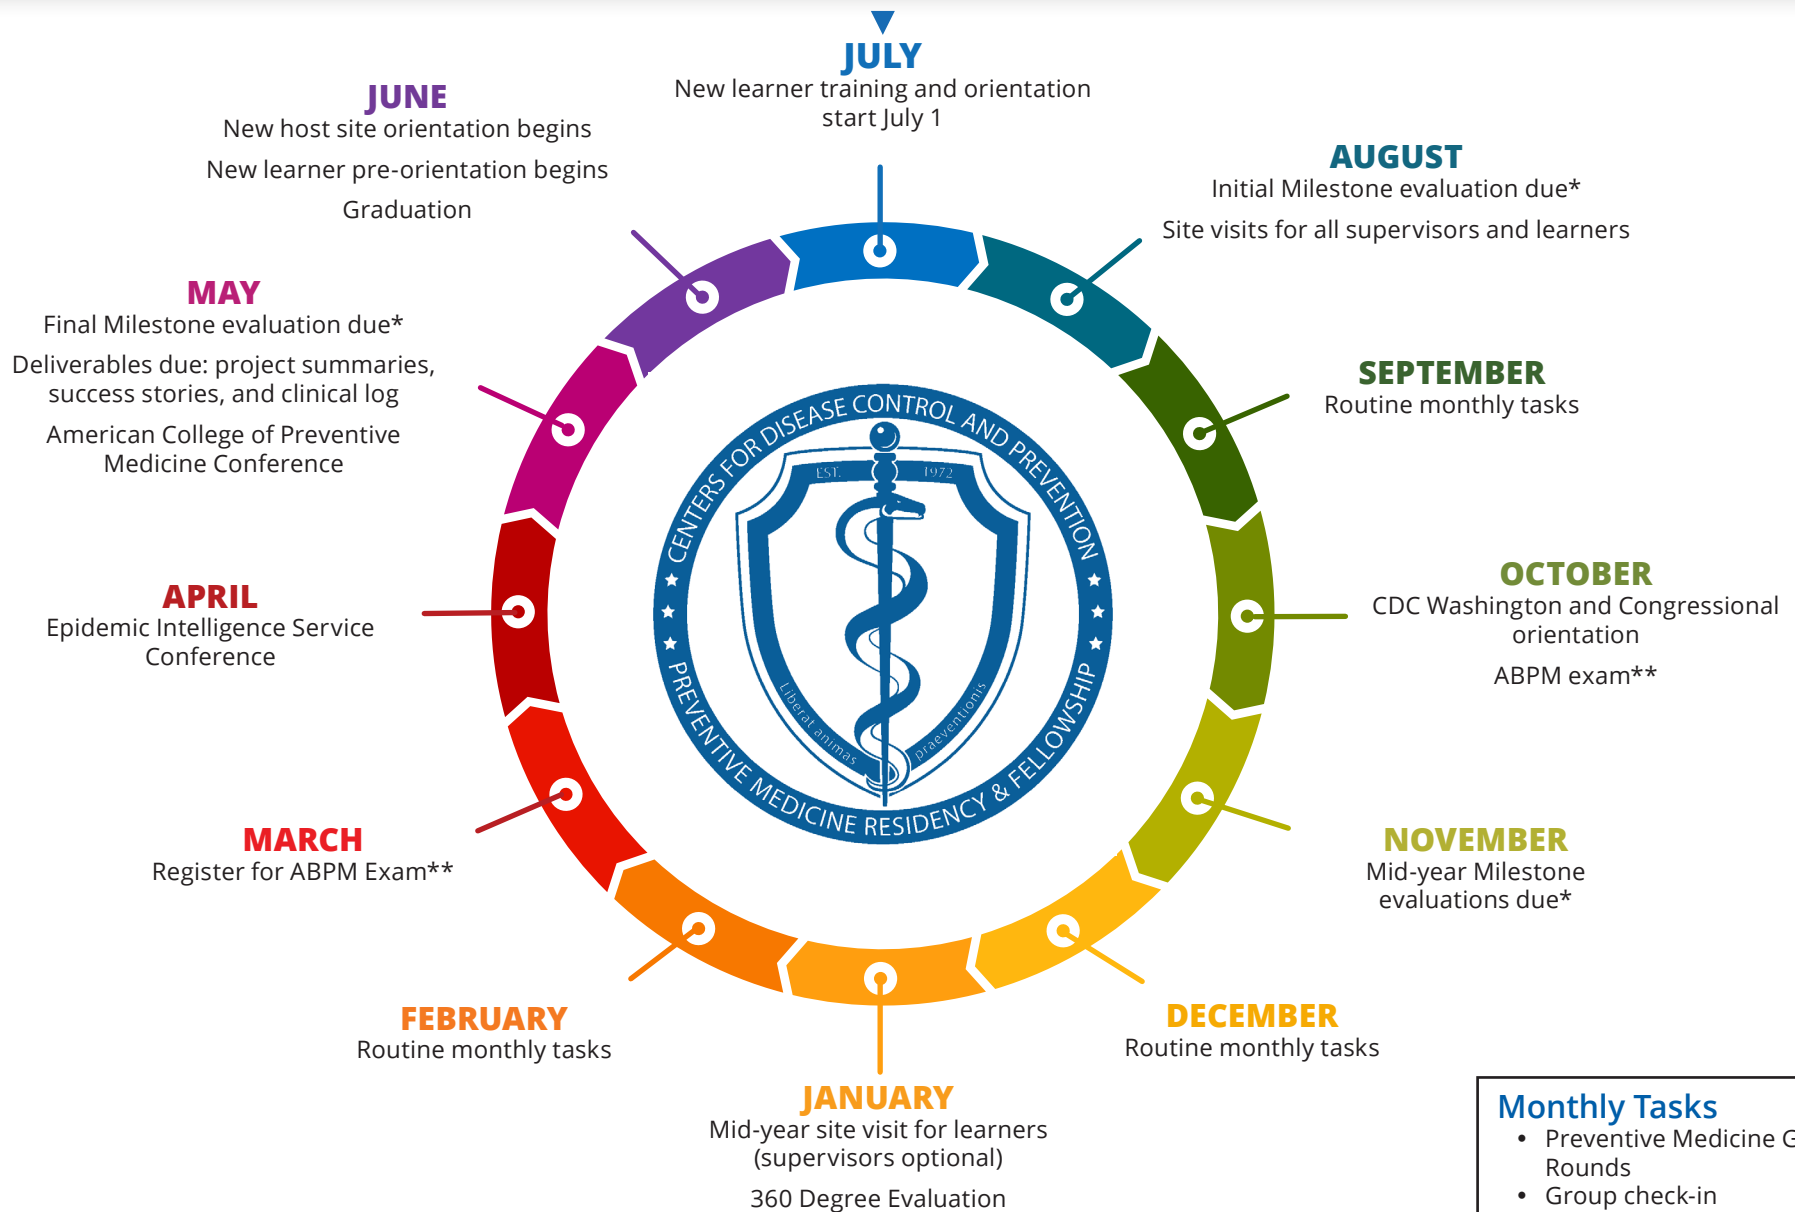 JULY
New learner training and orientation
start July 1
AUGUST
Initial Milestone evaluation due*
Site visits for all supervisors and learners
SEPTEMBER
Routine monthly tasks
OCTOBER
CDC Washington and Congressional
orientation
ABPM exam**
NOVEMBER
Mid-year Milestone
evaluations due*
DECEMBER
Routine monthly tasks
JANUARY
Mid-year site visit for learners
(supervisors optional)
360 Degree Evaluation
FEBRUARY
Routine monthly tasks
MARCH
Register for ABPM Exam**
APRIL
Epidemic Intelligence Service
Conference
MAY
Final Milestone evaluation due*
Deliverables due: project summaries,
success stories, and clinical log
American College of Preventive
Medicine Conference
JUNE
New host site orientation begins
New learner pre-orientation begins
Graduation
CENTERS FOR DISEASE CONTROL AND PREVENTION
EST. 1972
Liberat animas praeventionis
PREVENTIVE MEDICINE RESIDENCY & FELLOWSHIP
Monthly Tasks
• Preventive Medicine G
Rounds
• Group check-in